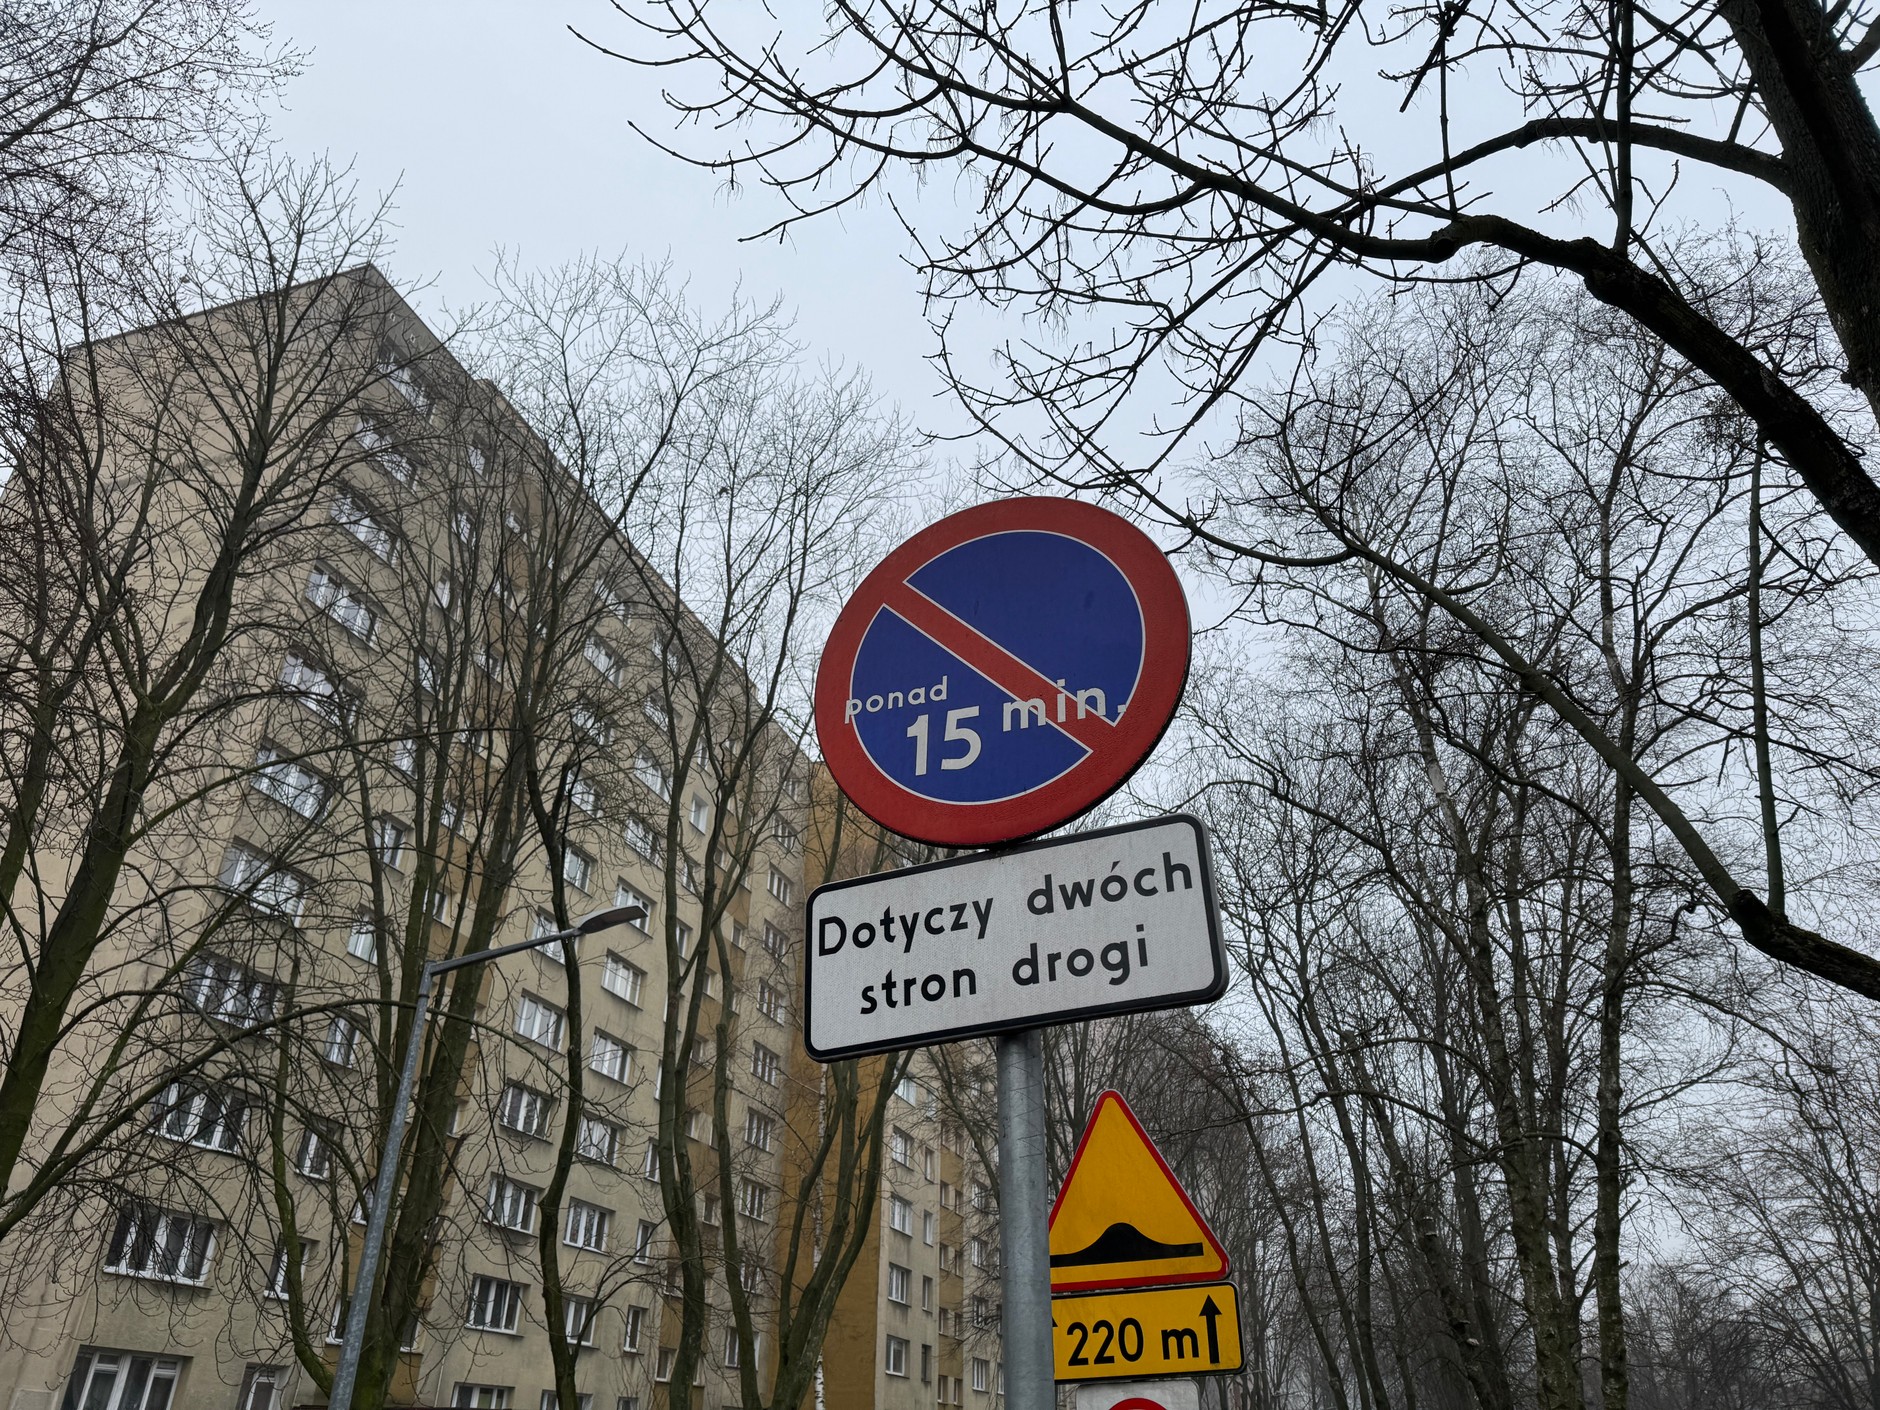 ponad
15 min.
Dotyczy dwóch
stron drogi
220 m